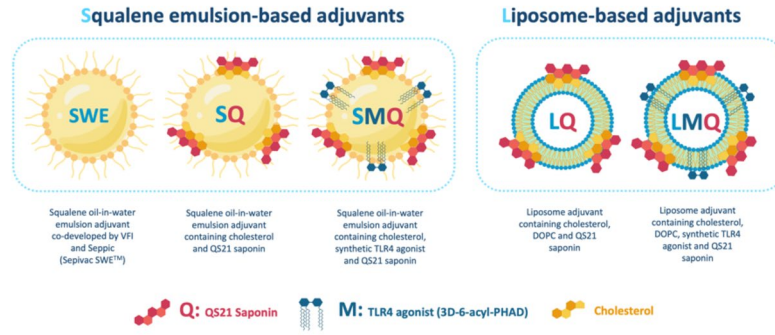 Squalene emulsion-based adjuvants
Liposome-based adjuvants
SWE
SQ
SMQ
LQ
LMQ
Squalene oil-in-water
emulsion adjuvant
co-developed by VFI
and Seppic
(Sepivac SWE™)
Squalene oil-in-water
emulsion adjuvant
containing cholesterol
and QS21 saponin
Squalene oil-in-water
emulsion adjuvant
containing cholesterol,
synthetic TLR4 agonist
and QS21 saponin
Liposome adjuvant
containing cholesterol,
DOPC and QS21
saponin
Liposome adjuvant
containing cholesterol,
DOPC, synthetic TLR4
agonist and QS21
saponin
Q: QS21 Saponin
M: TLR4 agonist (3D-6-acyl-PHAD)
Cholesterol